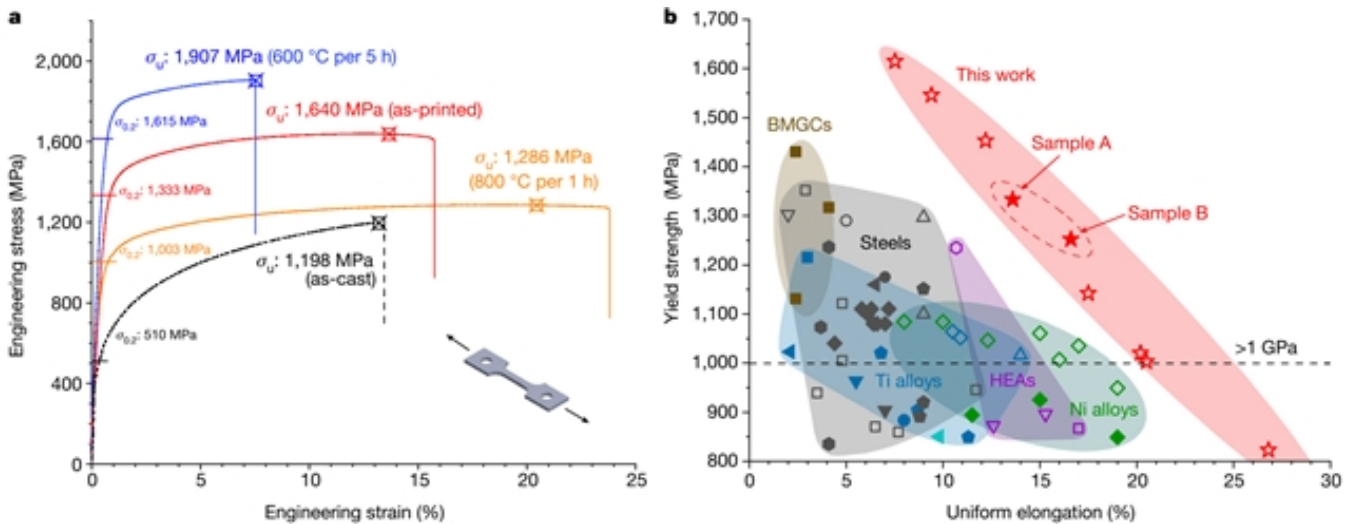 a
Engineering stress (MPa)
2,000
1,600
1,200
800
400
0
0 5 10 15 20 25
Engineering strain (%)
σu: 1,907 MPa (600 °C per 5 h)
σu: 1,640 MPa (as-printed)
σu: 1,286 MPa
(800 °C per 1 h)
σu: 1,198 MPa
(as-cast)
σ0.2: 1,615 MPa
σ0.2: 1,333 MPa
σ0.2: 1,003 MPa
σ0.2: 510 MPa
b
Yield strength (MPa)
1,700
1,600
1,500
1,400
1,300
1,200
1,100
1,000
900
800
0 5 10 15 20 25 30
Uniform elongation (%)
This work
BMGCs
Sample A
Sample B
Steels
>1 GPa
Ti alloys
HEAs
Ni alloys